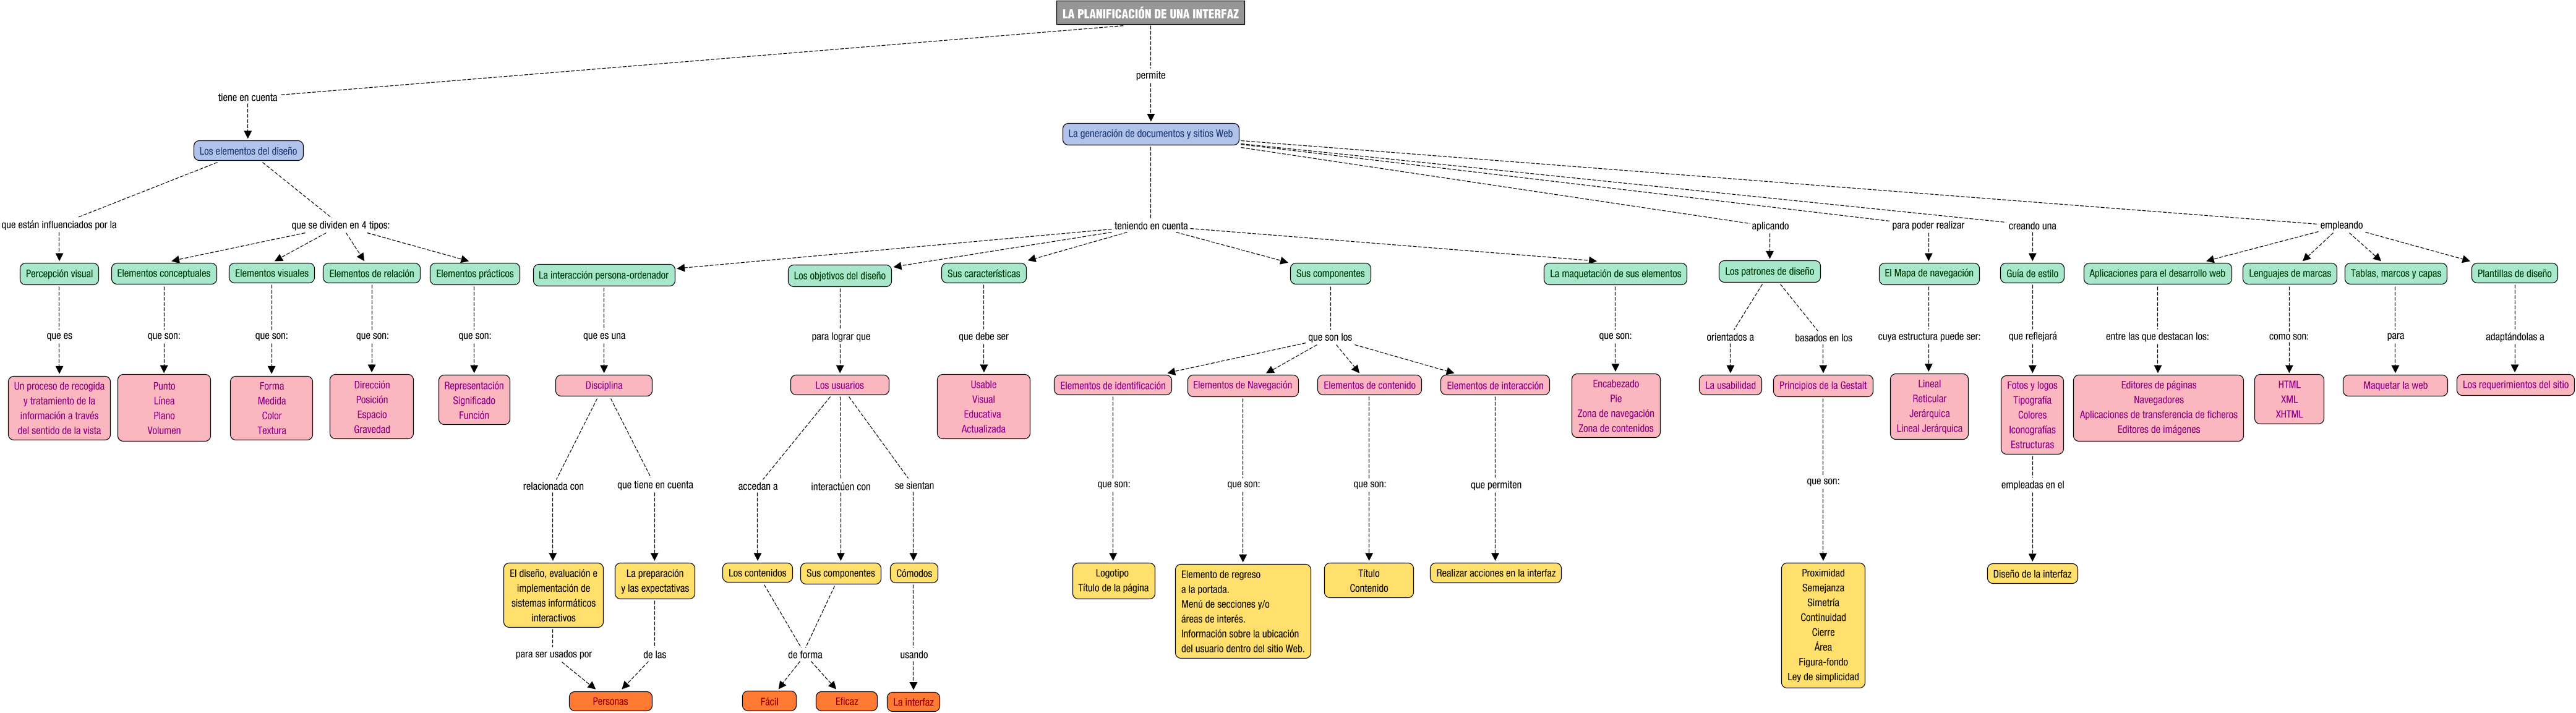 LA PLANIFICACIÓN DE UNA INTERFAZ
permite
tiene en cuenta
La generación de documentos y sitios Web
Los elementos del diseño
que están influenciados por la
que se dividen en 4 tipos:
teniendo en cuenta
aplicando
para poder realizar
creando una
empleando
Percepción visual
Elementos conceptuales
Elementos visuales
Elementos de relación
Elementos prácticos
La interacción persona-ordenador
Los objetivos del diseño
Sus características
Sus componentes
La maquetación de sus elementos
Los patrones de diseño
El Mapa de navegación
Guía de estilo
Aplicaciones para el desarrollo web
Lenguajes de marcas
Tablas, marcos y capas
Plantillas de diseño
que es
que son:
que son:
que son:
que son:
que es una
para lograr que
que debe ser
que son los
que son:
orientados a
basados en los
cuya estructura puede ser:
que reflejará
entre las que destacan los:
como son:
para
adaptándolas a
Un proceso de recogida
y tratamiento de la
información a través
del sentido de la vista
Punto
Línea
Plano
Volumen
Forma
Medida
Color
Textura
Dirección
Posición
Espacio
Gravedad
Representación
Significado
Función
Disciplina
Los usuarios
Usable
Visual
Educativa
Actualizada
Elementos de identificación
Elementos de Navegación
Elementos de contenido
Elementos de interacción
Encabezado
Pie
Zona de navegación
Zona de contenidos
La usabilidad
Principios de la Gestalt
Lineal
Reticular
Jerárquica
Lineal Jerárquica
Fotos y logos
Tipografía
Colores
Iconografías
Estructuras
Editores de páginas
Navegadores
Aplicaciones de transferencia de ficheros
Editores de imágenes
HTML
XML
XHTML
Maquetar la web
Los requerimientos del sitio
relacionada con
que tiene en cuenta
accedan a
interactúen con
se sientan
que son:
que son:
que son:
que permiten
que son:
empleadas en el
El diseño, evaluación e
implementación de
sistemas informáticos
interactivos
La preparación
y las expectativas
Los contenidos
Sus componentes
Cómodos
Logotipo
Título de la página
Elemento de regreso
a la portada.
Menú de secciones y/o
áreas de interés.
Información sobre la ubicación
del usuario dentro del sitio Web.
Título
Contenido
Realizar acciones en la interfaz
Proximidad
Semejanza
Simetría
Continuidad
Cierre
Área
Figura-fondo
Ley de simplicidad
Diseño de la interfaz
para ser usados por
de las
de forma
usando
Personas
Fácil
Eficaz
La interfaz